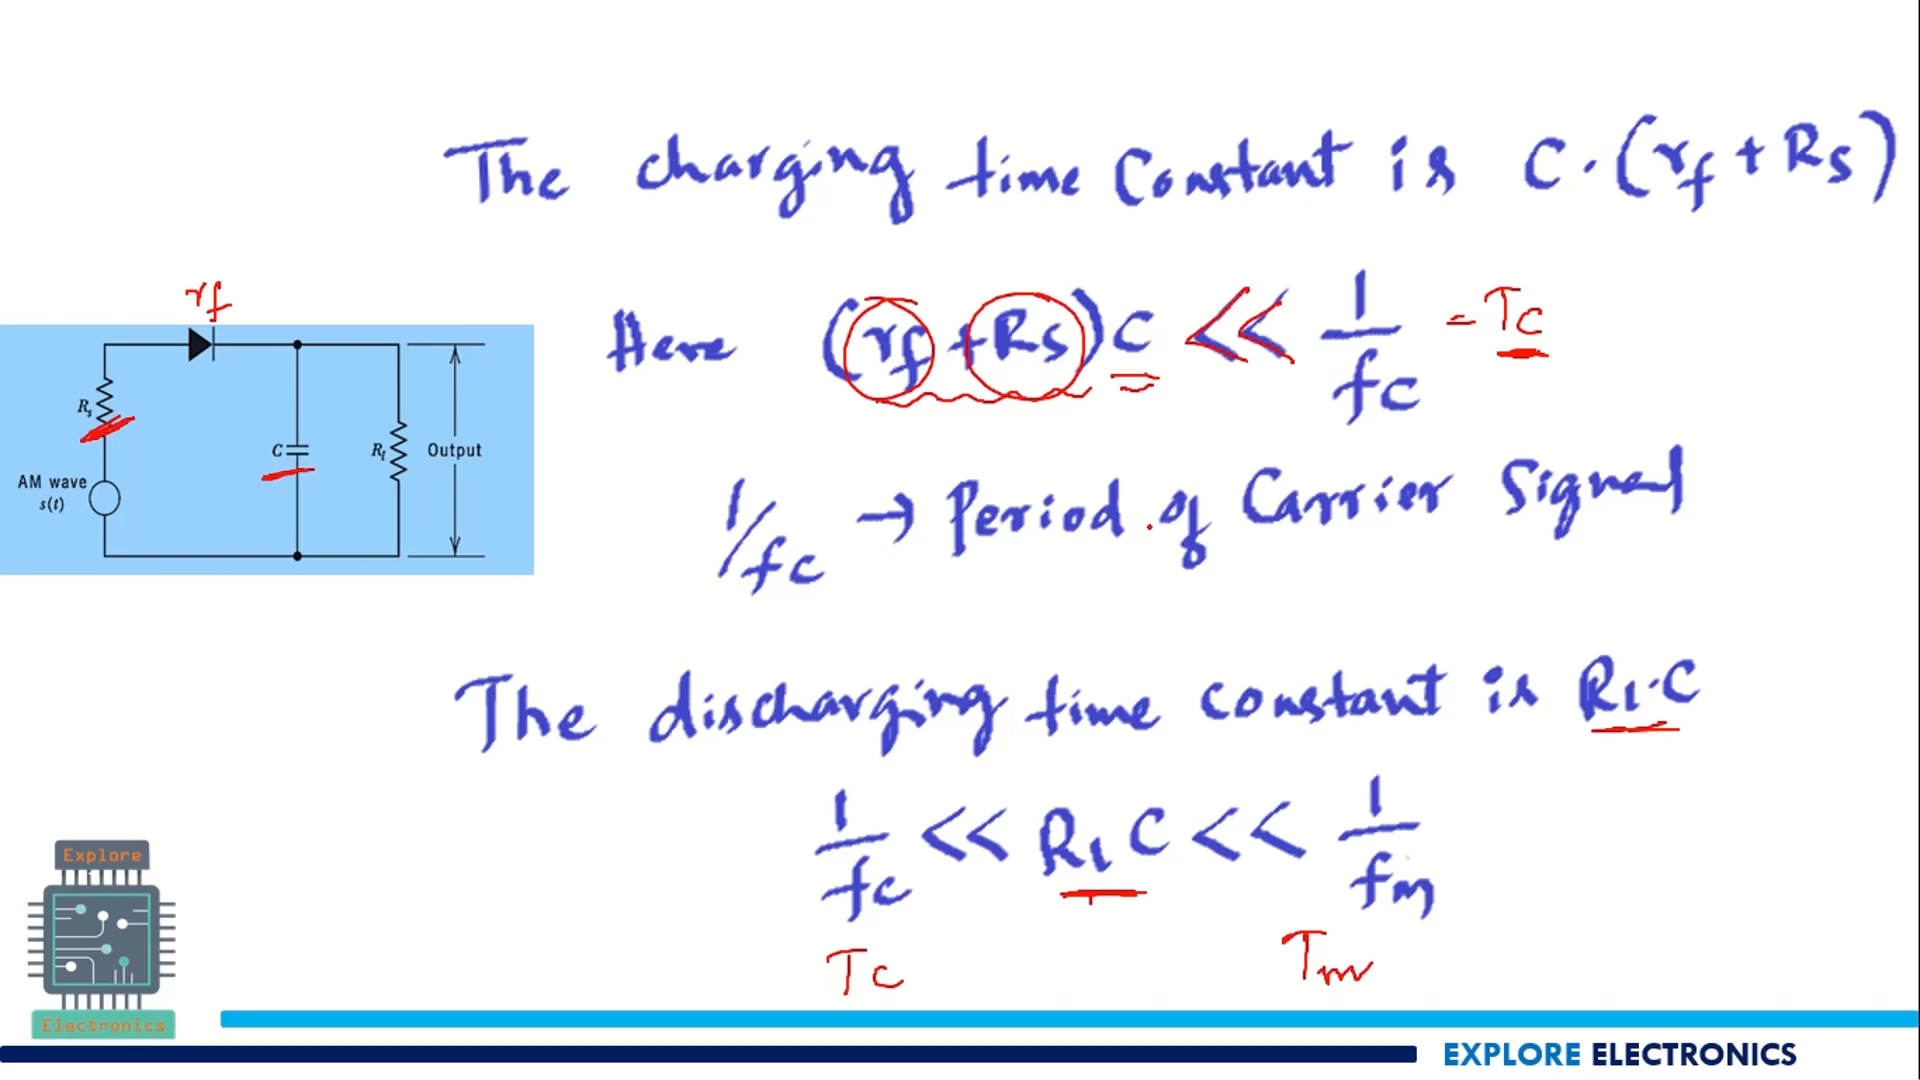 The charging time Constant is C.(rf + Rs)
rf
Here (rf + Rs) C << 1/fc = Tc
Rs
C
Rl
Output
AM wave
s(t)
1/fc → Period of Carrier Signal
The discharging time constant is Rl.C
1/fc << Rl C << 1/fm
Tc
Tm
Explore
Electronics
EXPLORE ELECTRONICS